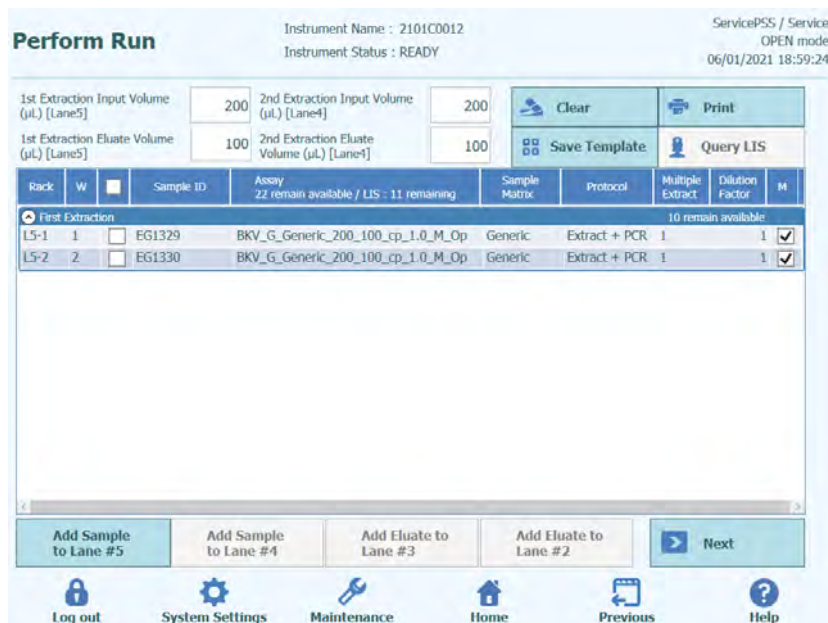 Perform Run
Instrument Name : 2101C0012
Instrument Status : READY
ServicePSS / Service
OPEN mode
06/01/2021 18:59:24
1st Extraction Input Volume
(µL) [Lane5]
200
2nd Extraction Input Volume
(µL) [Lane4]
200
Clear
Print
1st Extraction Eluate Volume
(µL) [Lane5]
100
2nd Extraction Eluate
Volume (µL) [Lane4]
100
Save Template
Query LIS
Rack W Sample ID Assay Sample Matrix Protocol Multiple Extract Dilution Factor M
22 remain available / LIS : 11 remaining
First Extraction 10 remain available
L5-1 1 EG1329 BKV_G_Generic_200_100_cp_1.0_M_Op Generic Extract + PCR 1 1
L5-2 2 EG1330 BKV_G_Generic_200_100_cp_1.0_M_Op Generic Extract + PCR 1 1
Add Sample
to Lane #5
Add Sample
to Lane #4
Add Eluate to
Lane #3
Add Eluate to
Lane #2
Next
Log out System Settings Maintenance Home Previous Help